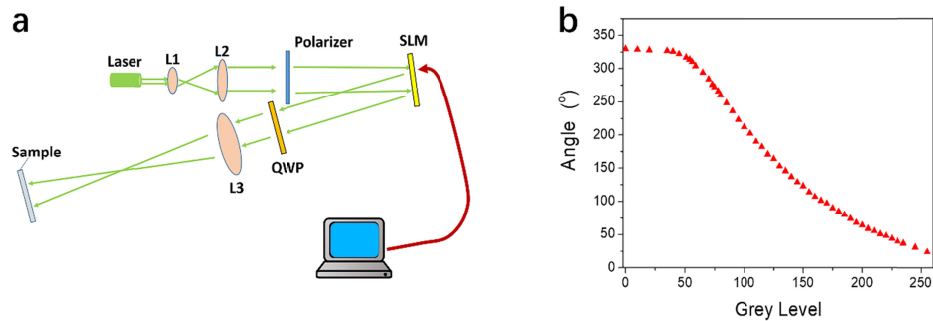 a
Laser
L1
L2
Polarizer
SLM
Sample
L3
QWP
b
350
300
250
200
150
100
50
0
Angle (°)
0 50 100 150 200 250
Grey Level